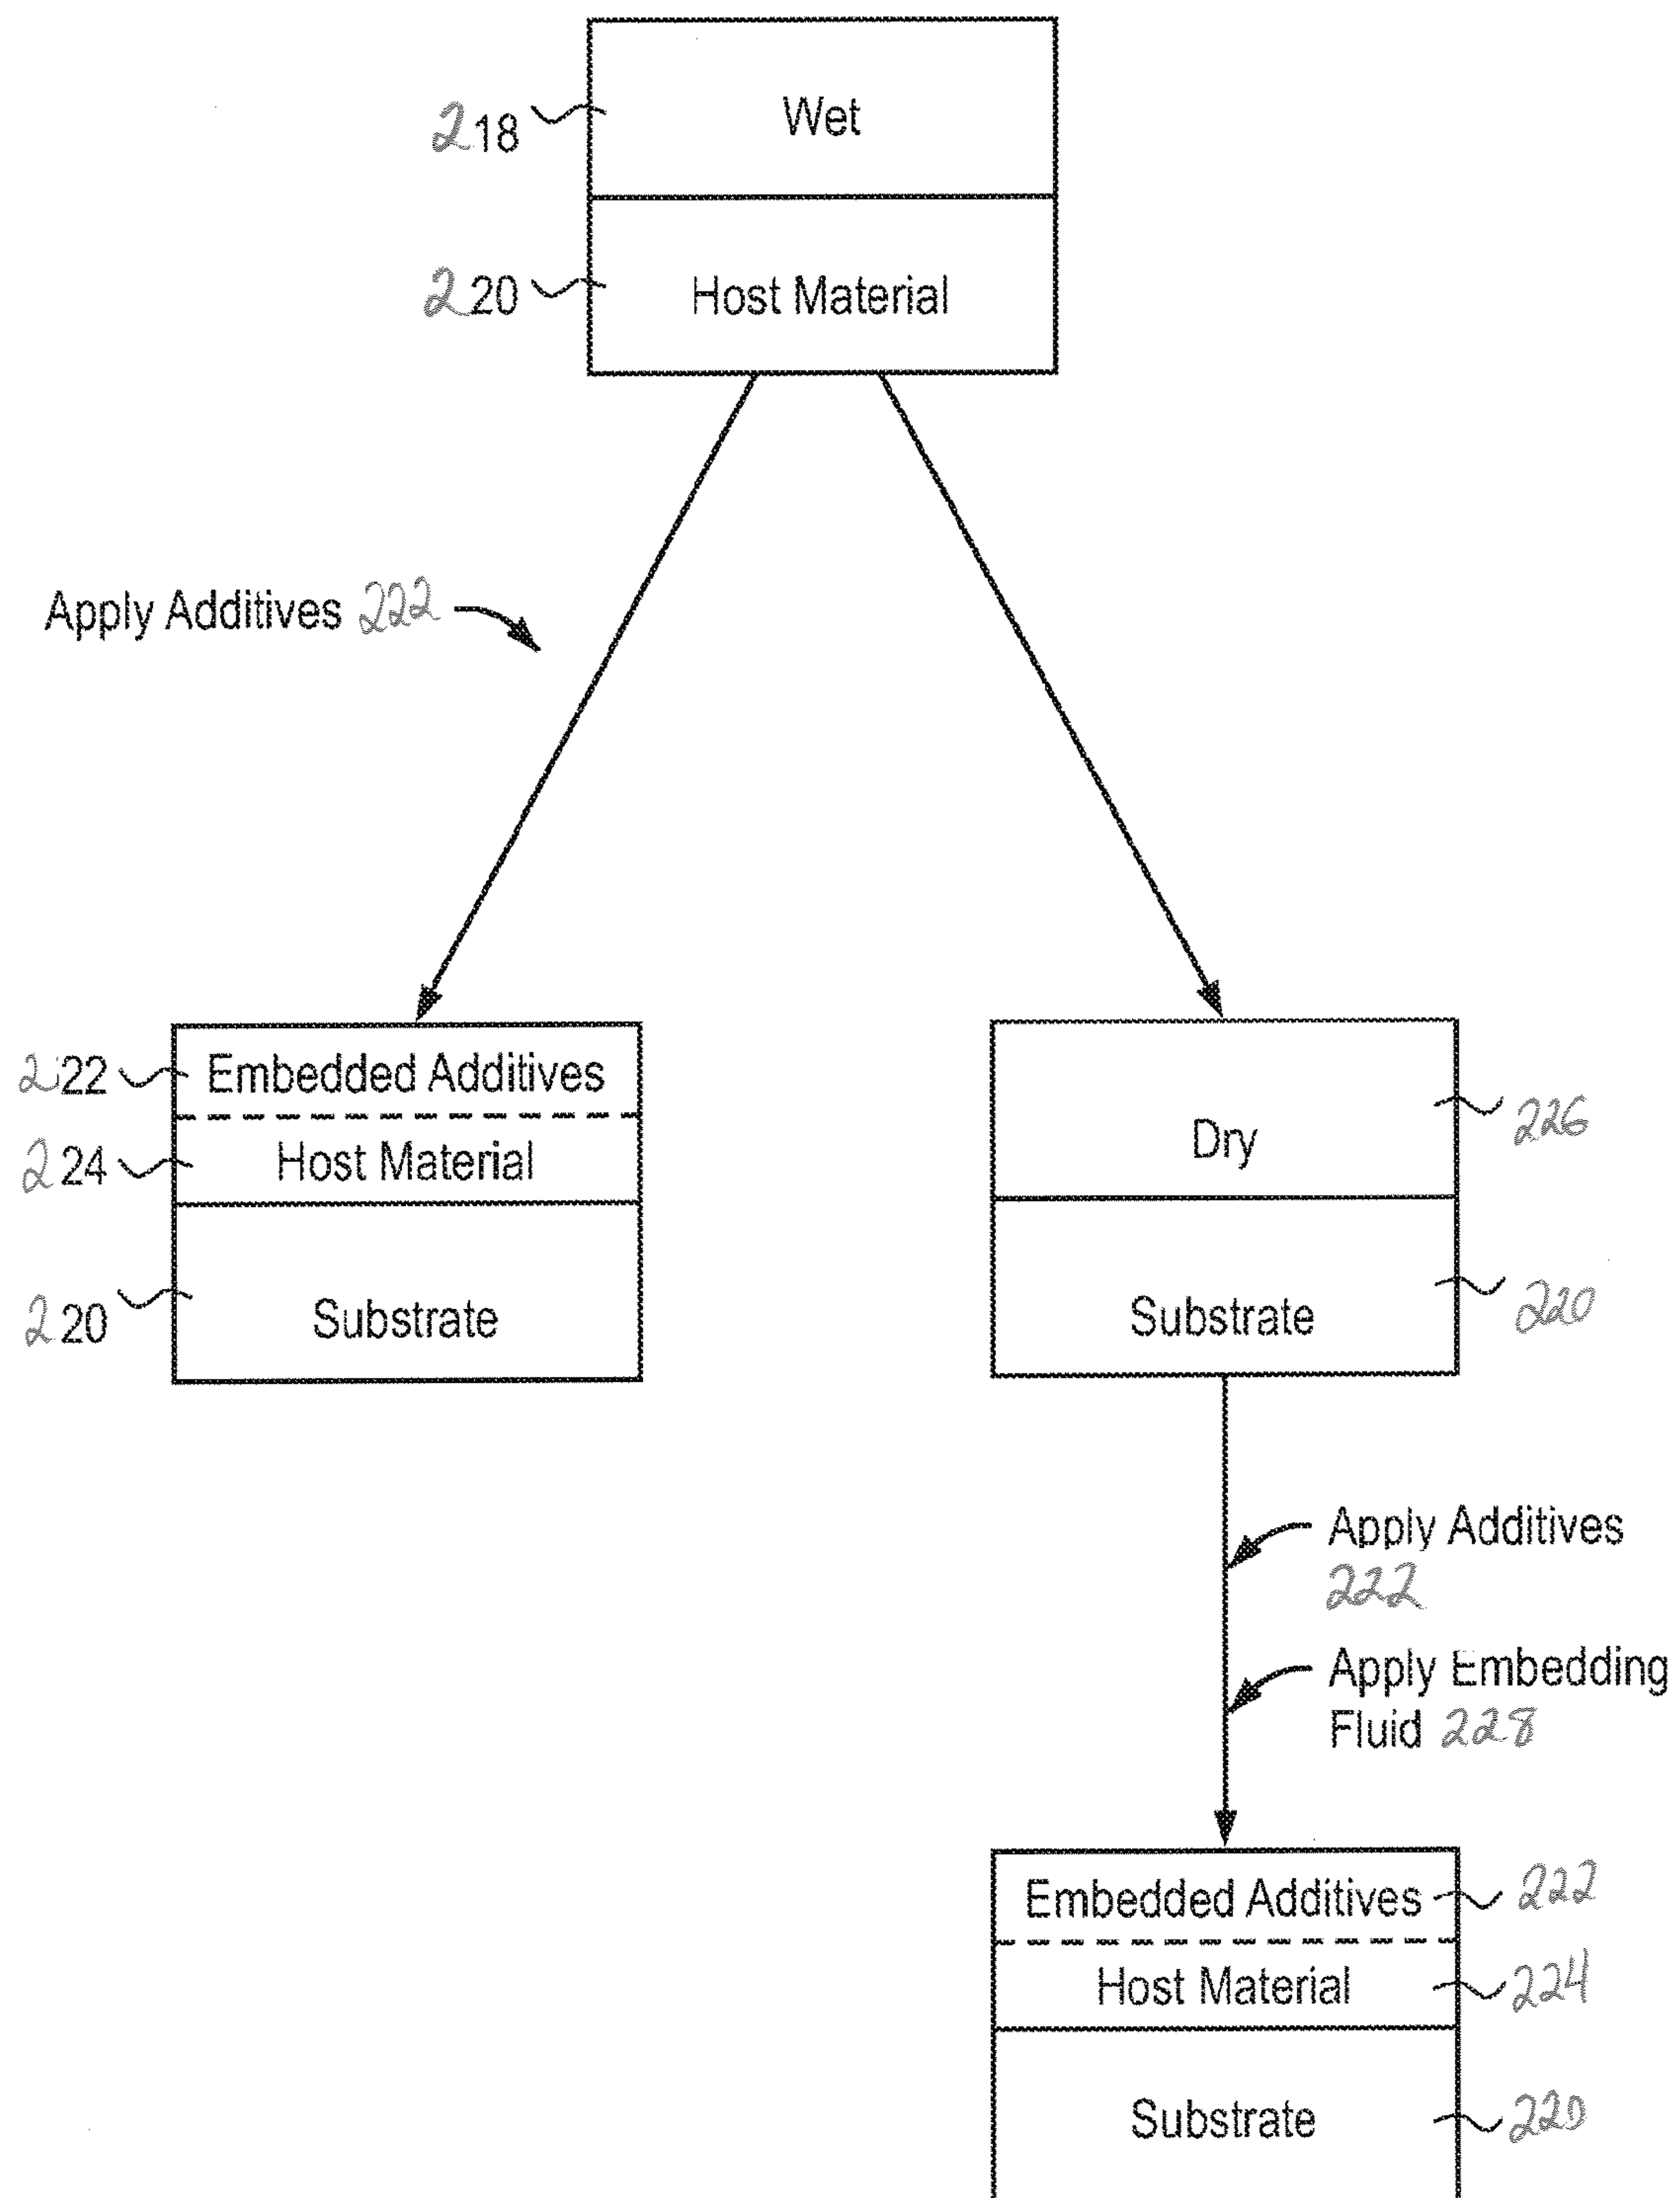 218
Wet
220
Host Material
Apply Additives 222
222
Embedded Additives
224
Host Material
220
Substrate
Dry
226
Substrate
220
Apply Additives
222
Apply Embedding
Fluid 228
Embedded Additives
222
Host Material
224
Substrate
220